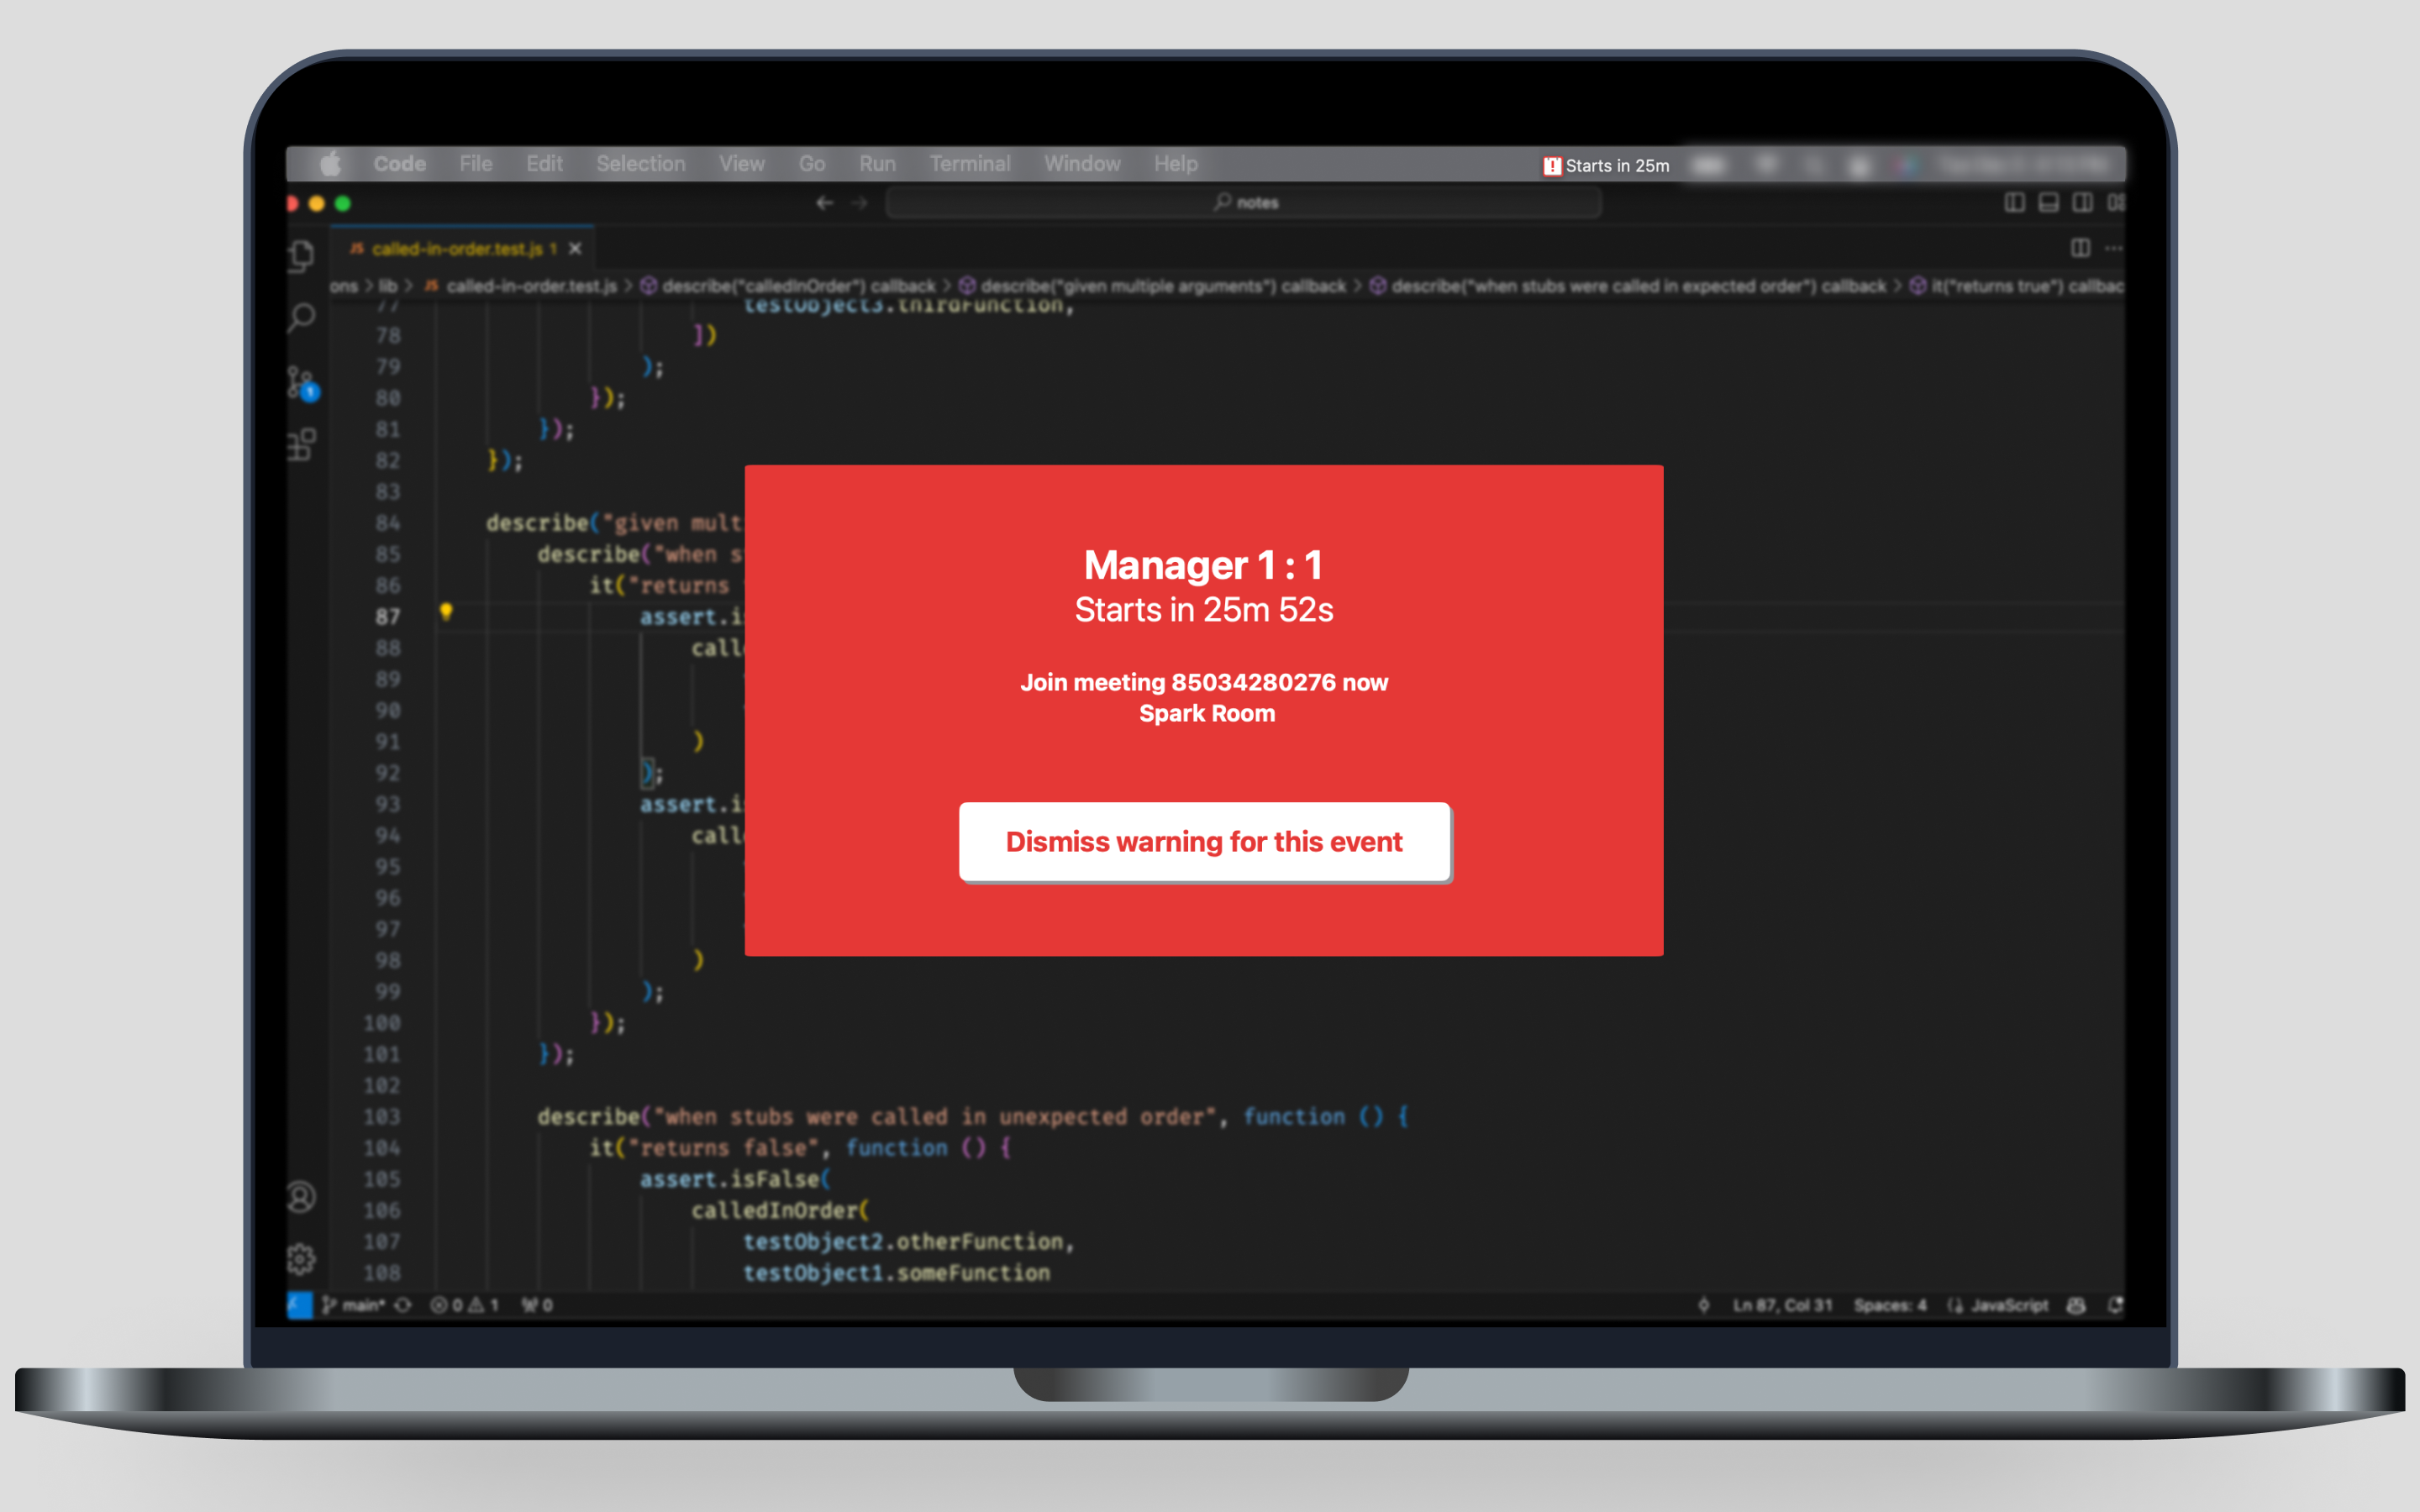 Code File Edit Selection View Go Run Terminal Window Help Starts in 25m
notes
JS called-in-order.test.js 1
ons > lib > JS called-in-order.test.js > describe("calledInOrder") callback > describe("given multiple arguments") callback > describe("when stubs were called in expected order") callback > it("returns true") callbac
77 testObject3.thirdFunction,
78 ])
79 );
80 });
81 });
82 });
83
84 describe("given mult
85 describe("when s
86 it("returns
87 assert.is
88 calle
89
90
91 )
92 );
93 assert.is
94 calle
95
96
97
98 )
99 );
100 });
101 });
102
103 describe("when stubs were called in unexpected order", function () {
104 it("returns false", function () {
105 assert.isFalse(
106 calledInOrder(
107 testObject2.otherFunction,
108 testObject1.someFunction
1
Manager 1 : 1
Starts in 25m 52s
Join meeting 85034280276 now
Spark Room
Dismiss warning for this event
main* 0 1 0 Ln 87, Col 31 Spaces: 4 JavaScript